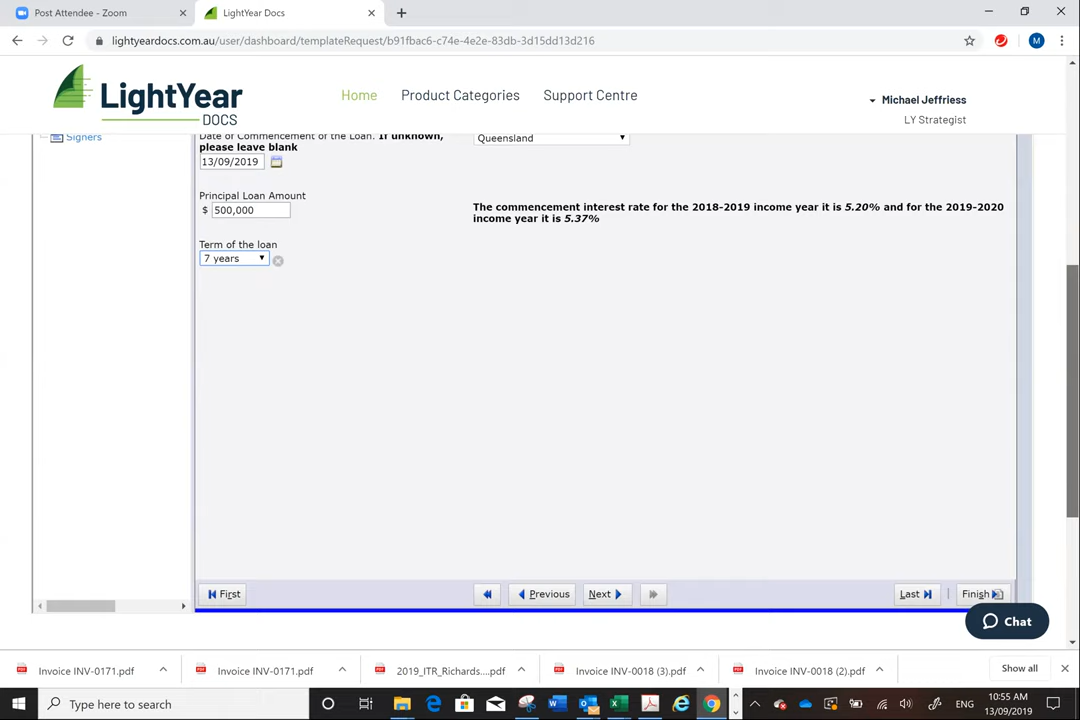 Post Attendee - Zoom
LightYear Docs
lightyeardocs.com.au/user/dashboard/templateRequest/b91fbac6-c74e-4e2e-83db-3d15dd13d216
M
LightYear
DOCS
Home
Product Categories
Support Centre
Michael Jeffriess
LY Strategist
Signers
Date of Commencement of the Loan. If unknown,
please leave blank
13/09/2019
Queensland
Principal Loan Amount
$ 500,000
The commencement interest rate for the 2018-2019 income year it is 5.20% and for the 2019-2020
income year it is 5.37%
Term of the loan
7 years
First
Previous
Next
Last
Finish
Chat
Invoice INV-0171.pdf
Invoice INV-0171.pdf
2019_ITR_Richards....pdf
Invoice INV-0018 (3).pdf
Invoice INV-0018 (2).pdf
Show all
Type here to search
ENG
10:55 AM
13/09/2019